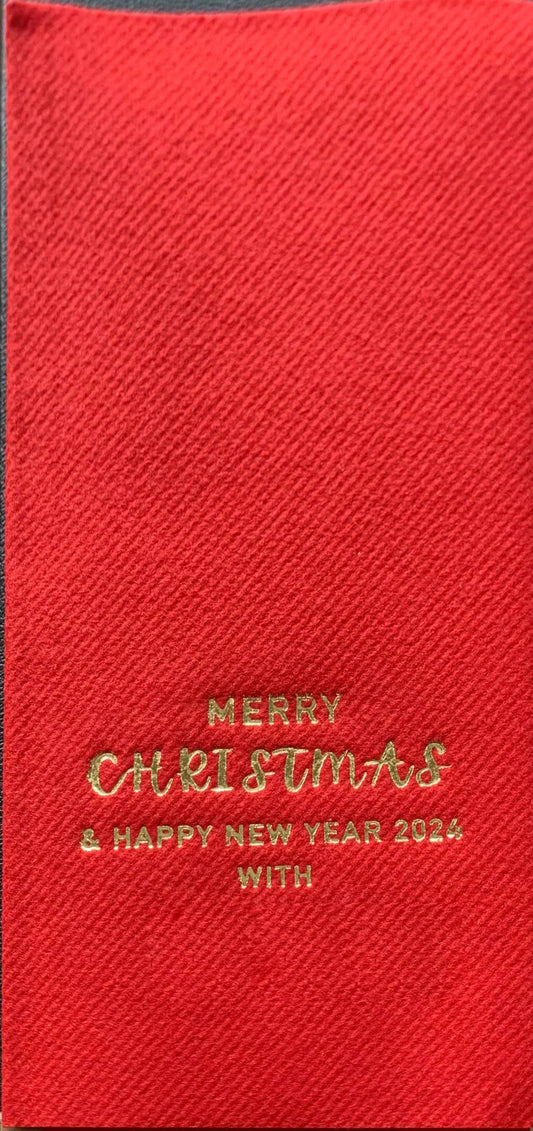 MERRY
CHRISTMAS
& HAPPY NEW YEAR 2024
WITH